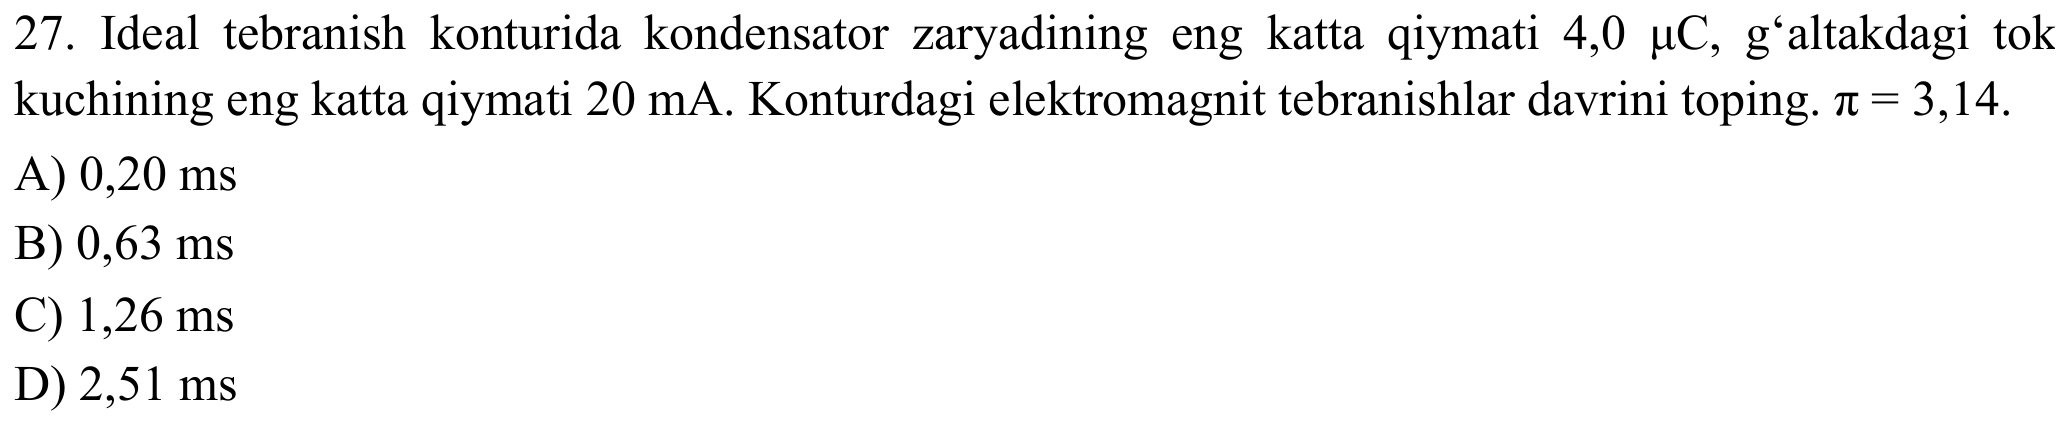 27. Ideal tebranish konturida kondensator zaryadining eng katta qiymati 4,0 μC, g‘altakdagi tok
kuchining eng katta qiymati 20 mA. Konturdagi elektromagnit tebranishlar davrini toping. π = 3,14.
A) 0,20 ms
B) 0,63 ms
C) 1,26 ms
D) 2,51 ms